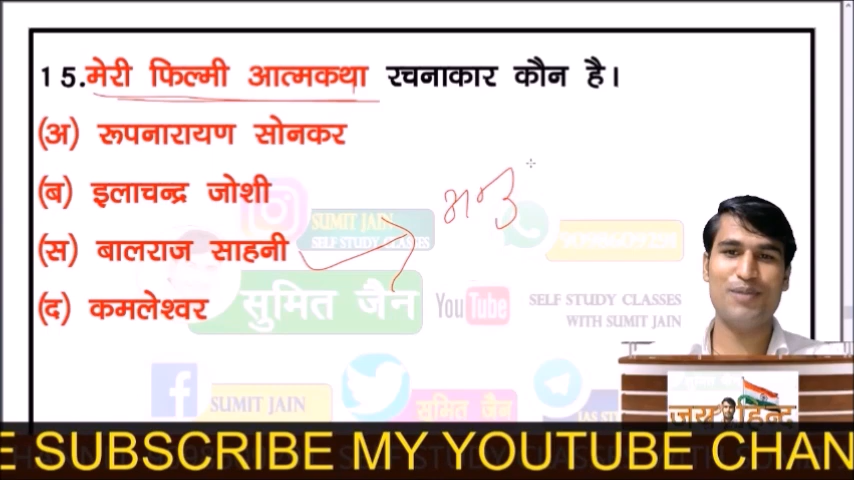 15.मेरी फिल्मी आत्मकथा रचनाकार कौन है।
(अ) रूपनारायण सोनकर
(ब) इलाचन्द्र जोशी
(स) बालराज साहनी
(द) कमलेश्वर
SUMIT JAIN
SELF STUDY CLASSES
सुमित जैन
YouTube
SELF STUDY CLASSES
WITH SUMIT JAIN
SUMIT JAIN
सुमित जैन
जय हिन्द
E SUBSCRIBE MY YOUTUBE CHAN